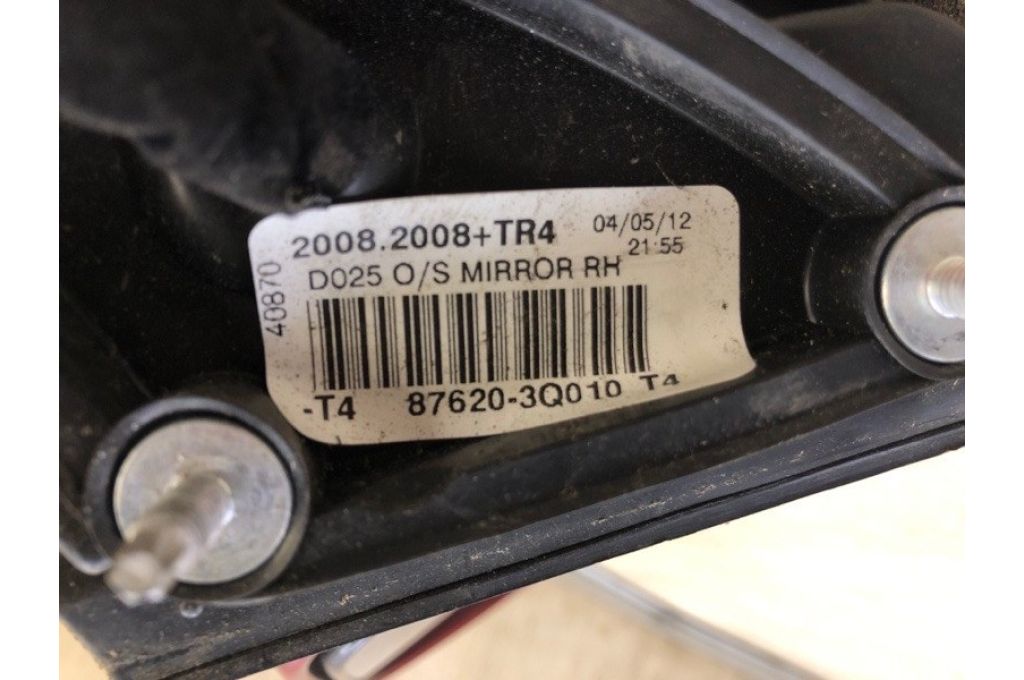 2008.2008+TR4 04/05/12
21:55
40870
D025 O/S MIRROR RH
-T4 87620-3Q010 T4